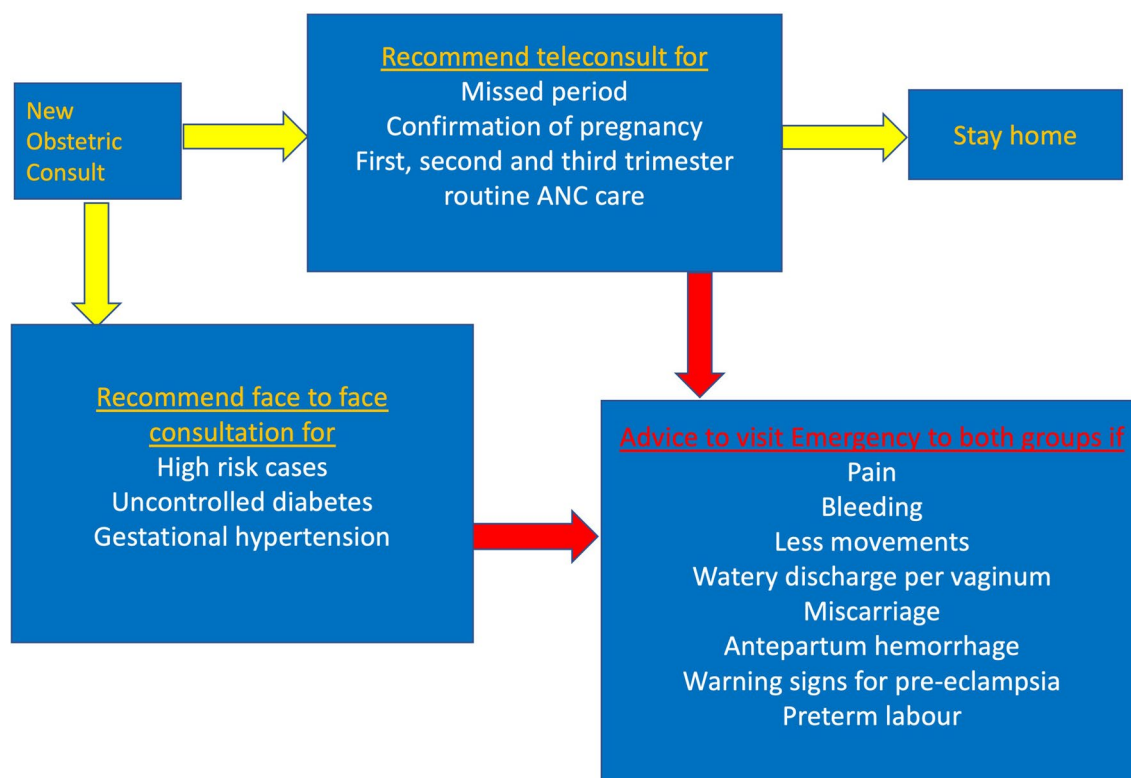 New
Obstetric
Consult
Recommend teleconsult for
Missed period
Confirmation of pregnancy
First, second and third trimester
routine ANC care
Stay home
Recommend face to face
consultation for
High risk cases
Uncontrolled diabetes
Gestational hypertension
Advice to visit Emergency to both groups if
Pain
Bleeding
Less movements
Watery discharge per vaginum
Miscarriage
Antepartum hemorrhage
Warning signs for pre-eclampsia
Preterm labour